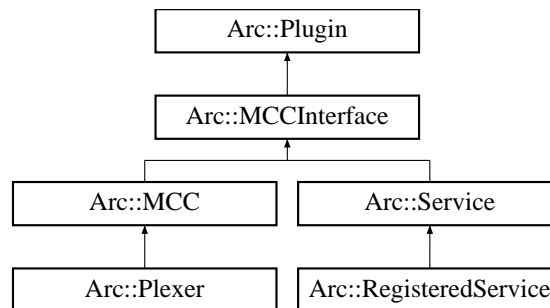 Arc::Plugin
Arc::MCCInterface
Arc::MCC
Arc::Service
Arc::Plexer
Arc::RegisteredService